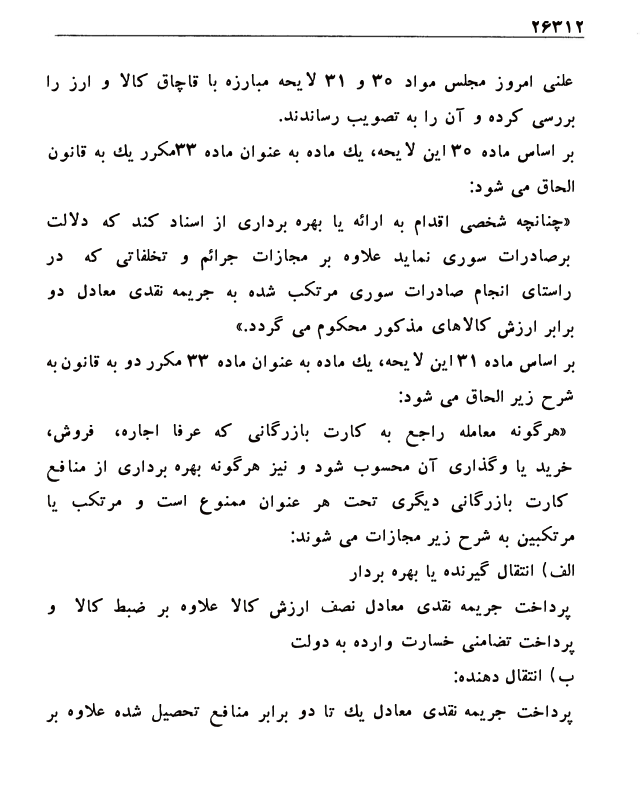 ۲۶۳۱۲
علنی امروز مجلس مواد ۳۰ و ۳۱ لایحه مبارزه با قاچاق کالا و ارز را
بررسی کرده و آن را به تصویب رساندند.
بر اساس ماده ۳۰ این لایحه، یك ماده به عنوان ماده ۳۳مکرر یك به قانون
الحاق می شود:
«چنانچه شخصی اقدام به ارائه یا بهره برداری از اسناد کند که دلالت
برصادرات سوری نماید علاوه بر مجازات جرائم و تخلفاتی که در
راستای انجام صادرات سوری مرتکب شده به جریمه نقدی معادل دو
برابر ارزش کالاهای مذکور محکوم می گردد.»
بر اساس ماده ۳۱ این لایحه، یك ماده به عنوان ماده ۳۳ مکرر دو به قانون به
شرح زیر الحاق می شود:
«هرگونه معامله راجع به کارت بازرگانی که عرفا اجاره، فروش،
خرید یا وگذاری آن محسوب شود و نیز هرگونه بهره برداری از منافع
کارت بازرگانی دیگری تحت هر عنوان ممنوع است و مرتکب یا
مرتکبین به شرح زیر مجازات می شوند:
الف) انتقال گیرنده یا بهره بردار
پرداخت جریمه نقدی معادل نصف ارزش کالا علاوه بر ضبط کالا و
پرداخت تضامنی خسارت وارده به دولت
ب) انتقال دهنده:
پرداخت جریمه نقدی معادل یك تا دو برابر منافع تحصیل شده علاوه بر